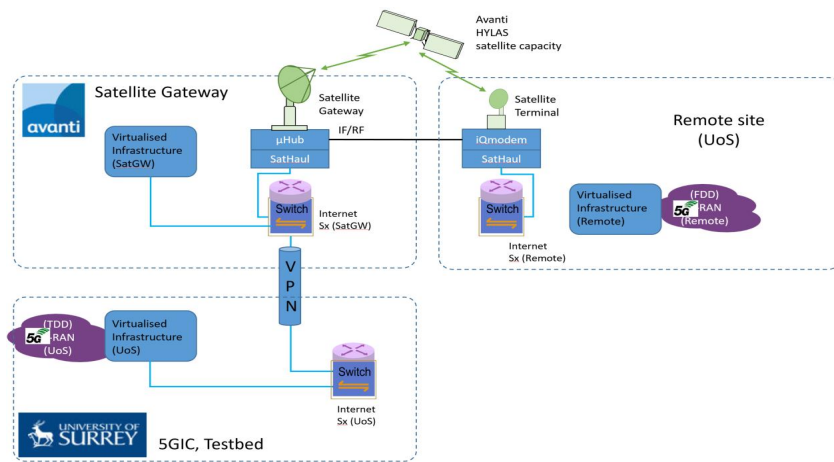 Avanti
HYLAS
satellite capacity
avanti
Satellite Gateway
Satellite
Gateway
Satellite
Terminal
Remote site
(UoS)
Virtualised
Infrastructure
(SatGW)
IF/RF
µHub
SatHaul
iQmodem
SatHaul
Switch
Internet
Sx (SatGW)
Switch
Internet
Sx (Remote)
Virtualised
Infrastructure
(Remote)
(FDD)
5G-RAN
(Remote)
V
P
N
(TDD)
5G-RAN
(UoS)
Virtualised
Infrastructure
(UoS)
Switch
Internet
Sx (UoS)
UNIVERSITY OF
SURREY
5GIC, Testbed